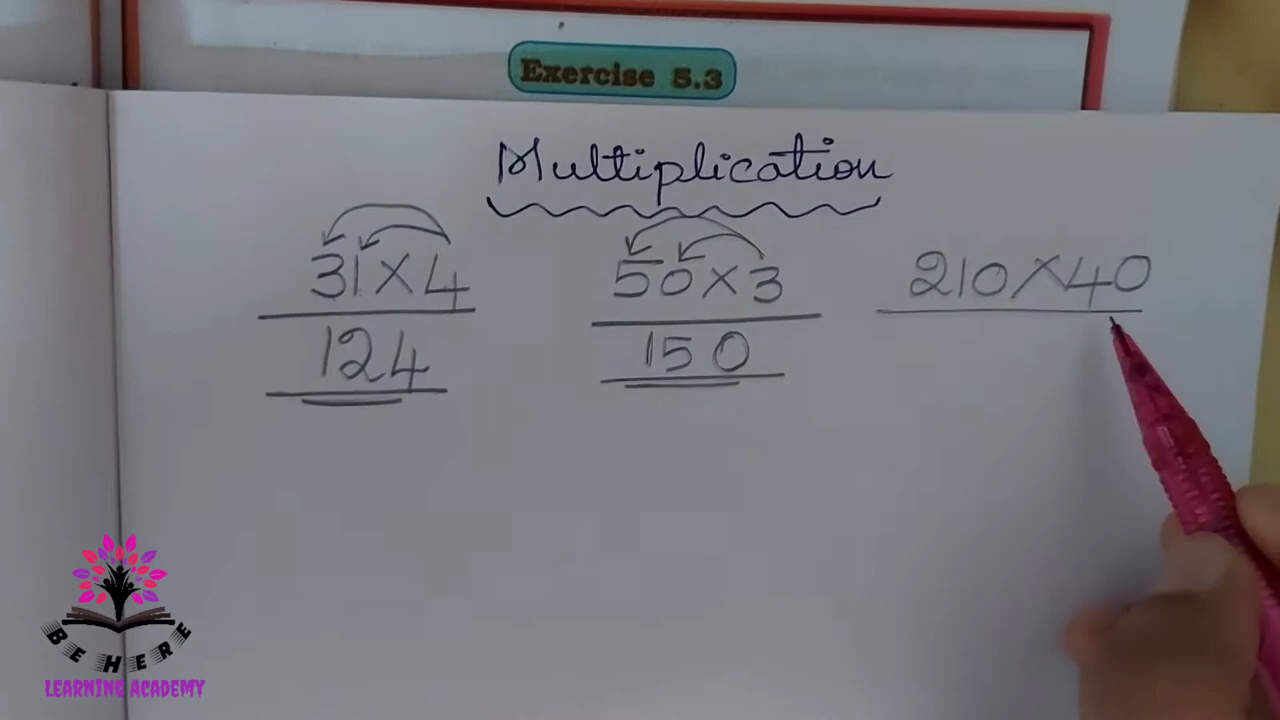 Exercise 5.3
Multiplication
31×4
124
50×3
150
210×40
BE HERE
LEARNING ACADEMY